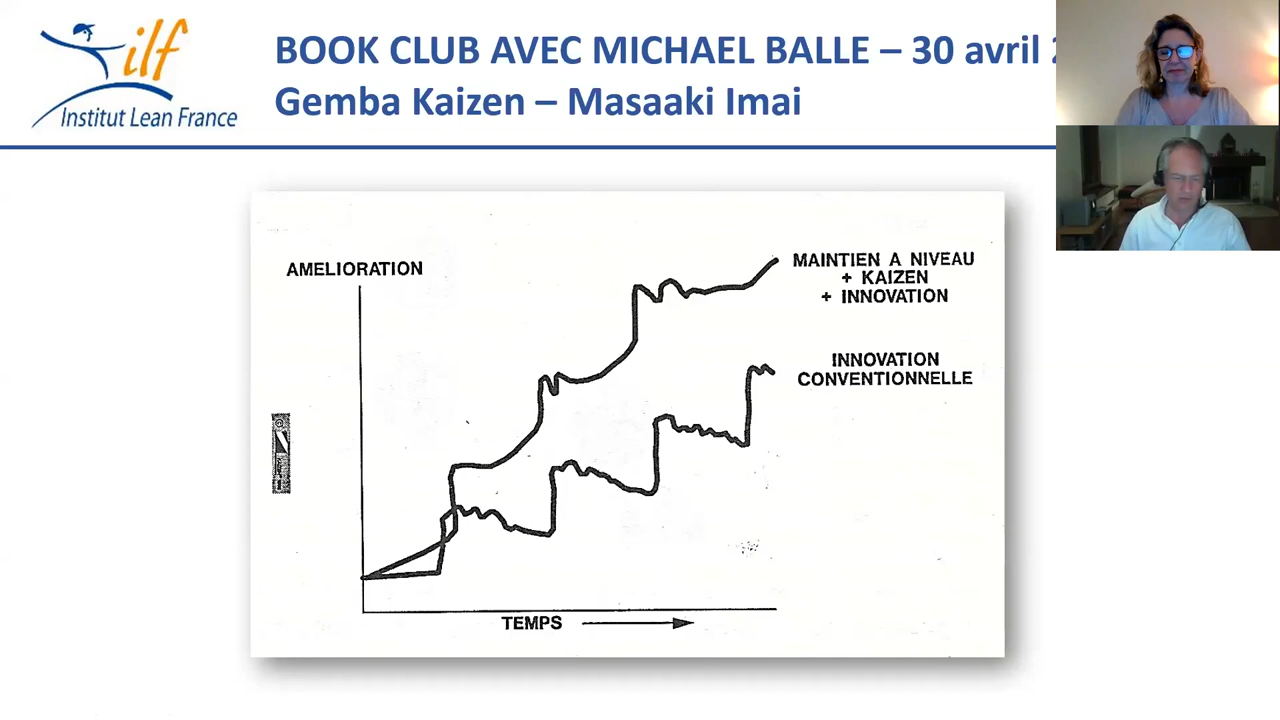 ilf
Institut Lean France
BOOK CLUB AVEC MICHAEL BALLE – 30 avril
Gemba Kaizen – Masaaki Imai
AMELIORATION
MAINTIEN A NIVEAU
+ KAIZEN
+ INNOVATION
INNOVATION
CONVENTIONNELLE
TEMPS